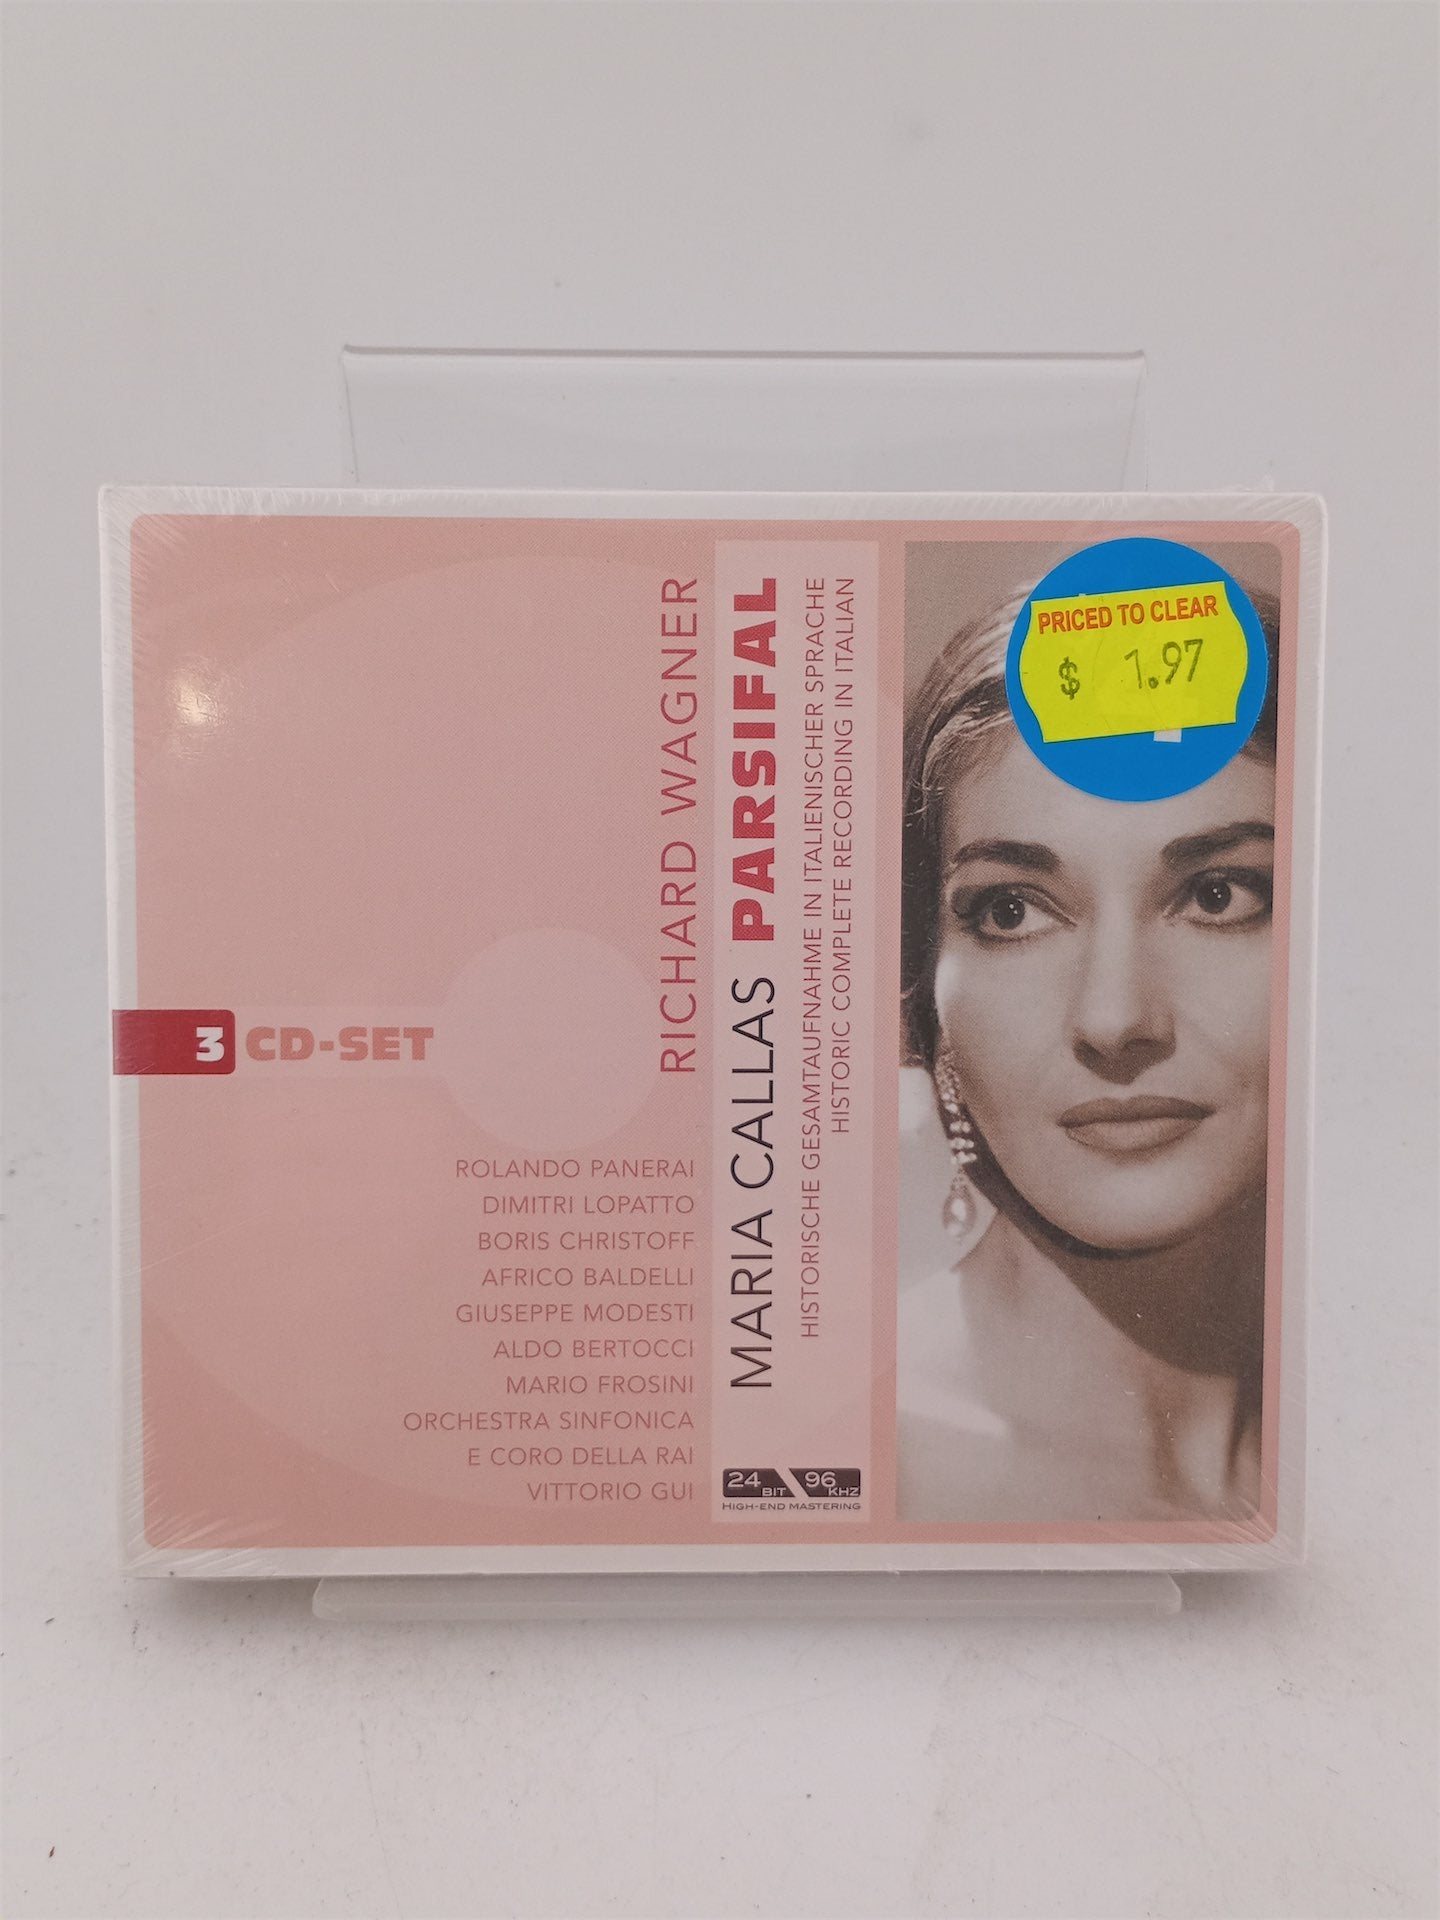 PRICED TO CLEAR
$ 1.97
RICHARD WAGNER
MARIA CALLAS PARSIFAL
HISTORISCHE GESAMTAUFNAHME IN ITALIENISCHER SPRACHE
HISTORIC COMPLETE RECORDING IN ITALIAN
3 CD-SET
ROLANDO PANERAI
DIMITRI LOPATTO
BORIS CHRISTOFF
AFRICO BALDELLI
GIUSEPPE MODESTI
ALDO BERTOCCI
MARIO FROSINI
ORCHESTRA SINFONICA
E CORO DELLA RAI
VITTORIO GUI
24 BIT 96 KHZ
HIGH-END MASTERING